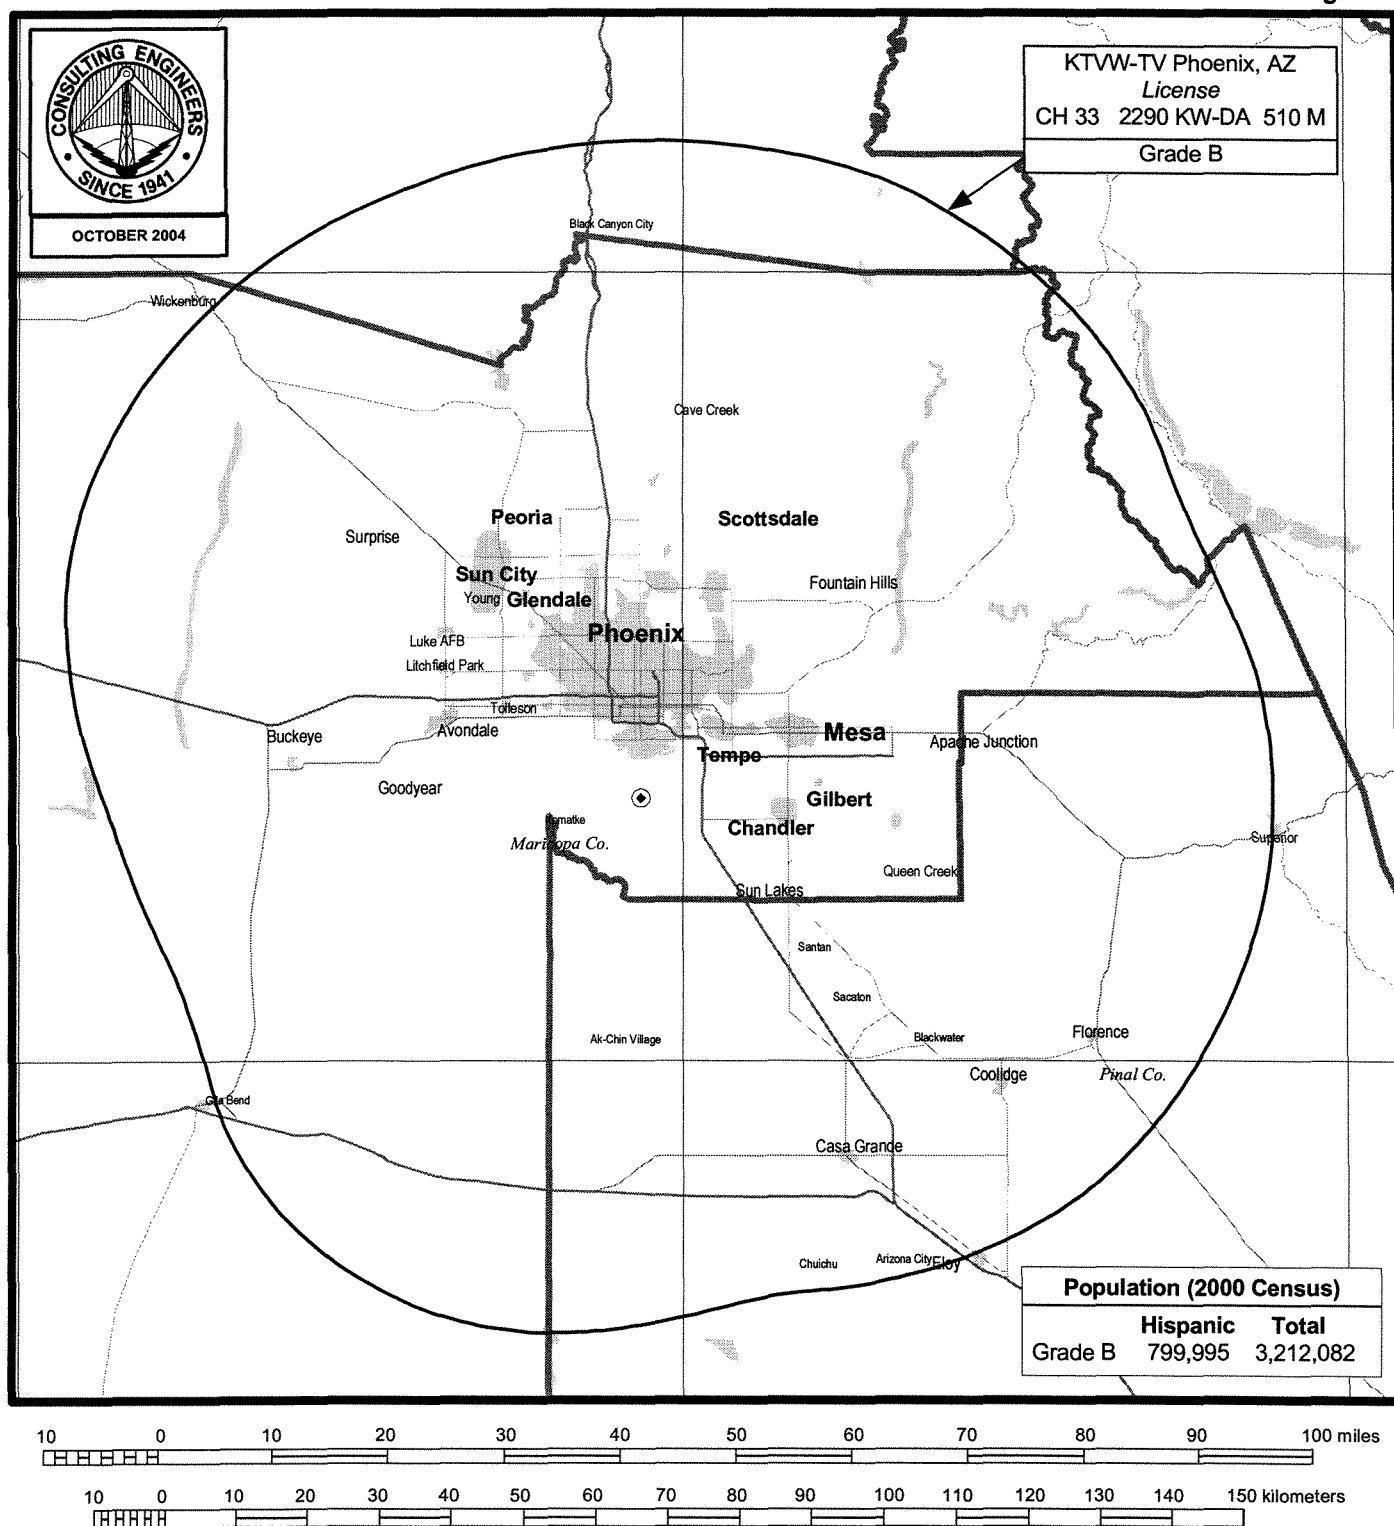 CONSULTING ENGINEERS
SINCE 1941
OCTOBER 2004
KTVW-TV Phoenix, AZ
License
CH 33 2290 KW-DA 510 M
Grade B
Black Canyon City
Wickenburg
Cave Creek
Peoria
Scottsdale
Surprise
Sun City
Fountain Hills
Young
Glendale
Phoenix
Luke AFB
Litchfield Park
Tolleson
Avondale
Buckeye
Mesa
Apache Junction
Tempe
Goodyear
Gilbert
Komatke
Chandler
Superior
Maricopa Co.
Queen Creek
Sun Lakes
Santan
Sacaton
Ak-Chin Village
Blackwater
Florence
Coolidge
Pinal Co.
Gila Bend
Casa Grande
Chuichu
Arizona City
Eloy
Population (2000 Census)
Hispanic Total
Grade B 799,995 3,212,082
10 0 10 20 30 40 50 60 70 80 90 100 miles
10 0 10 20 30 40 50 60 70 80 90 100 110 120 130 140 150 kilometers